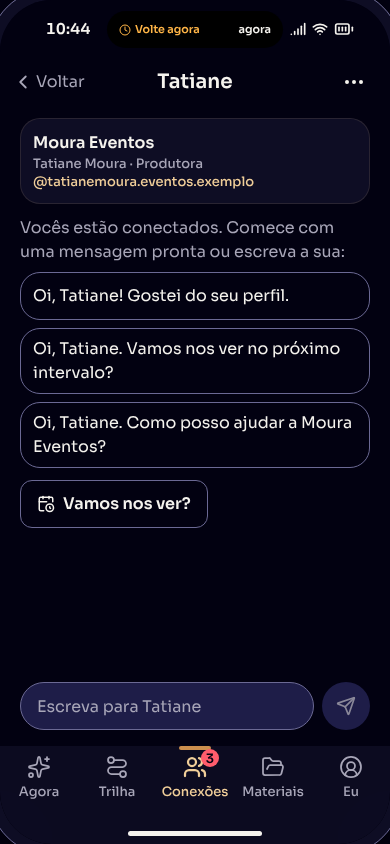 10:44
Volte agora
agora
Voltar
Tatiane
Moura Eventos
Tatiane Moura · Produtora
@tatianemoura.eventos.exemplo
Vocês estão conectados. Comece com
uma mensagem pronta ou escreva a sua:
Oi, Tatiane! Gostei do seu perfil.
Oi, Tatiane. Vamos nos ver no próximo
intervalo?
Oi, Tatiane. Como posso ajudar a Moura
Eventos?
Vamos nos ver?
Escreva para Tatiane
3
Agora
Trilha
Conexões
Materiais
Eu